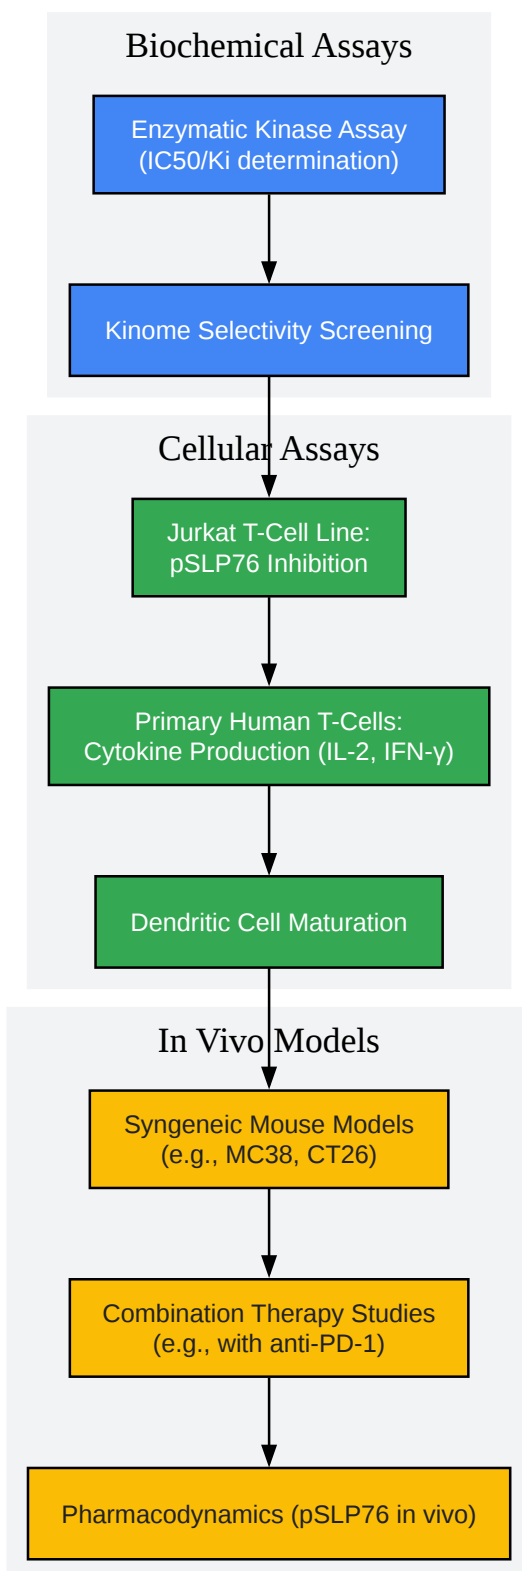 Biochemical Assays
Enzymatic Kinase Assay
(IC50/Ki determination)
Kinome Selectivity Screening
Cellular Assays
Jurkat T-Cell Line:
pSLP76 Inhibition
Primary Human T-Cells:
Cytokine Production (IL-2, IFN-γ)
Dendritic Cell Maturation
In Vivo Models
Syngeneic Mouse Models
(e.g., MC38, CT26)
Combination Therapy Studies
(e.g., with anti-PD-1)
Pharmacodynamics (pSLP76 in vivo)